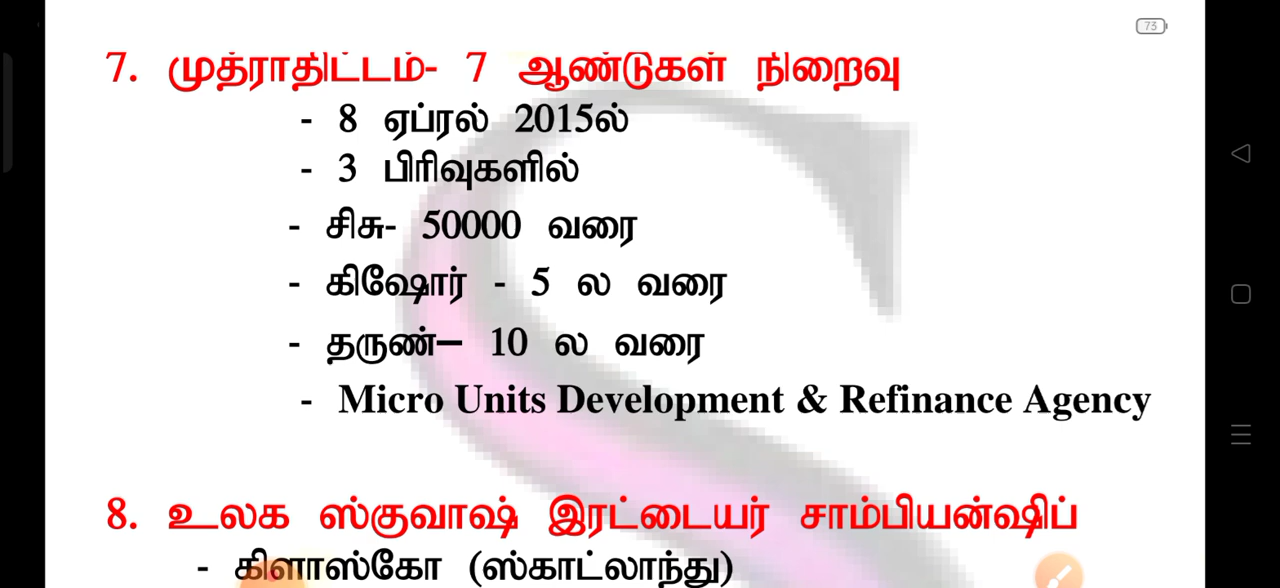 73
7. முத்ராதிட்டம்- 7 ஆண்டுகள் நிறைவு
- 8 ஏப்ரல் 2015ல்
- 3 பிரிவுகளில்
- சிசு- 50000 வரை
- கிஷோர் - 5 ல வரை
- தருண்– 10 ல வரை
- Micro Units Development & Refinance Agency
8. உலக ஸ்குவாஷ் இரட்டையர் சாம்பியன்ஷிப்
- கிளாஸ்கோ (ஸ்காட்லாந்து)